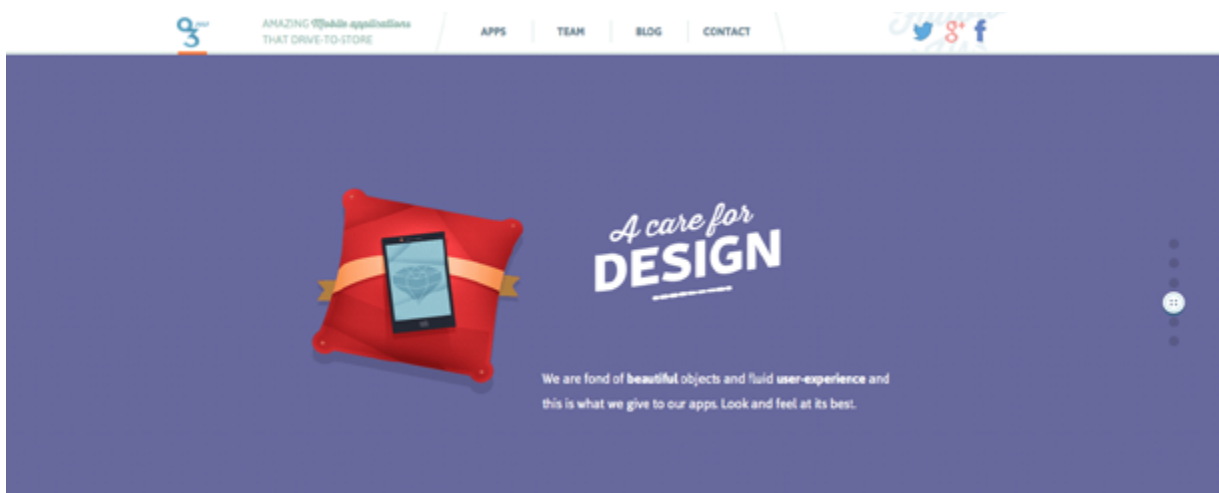 AMAZING Mobile applications
THAT DRIVE-TO-STORE
APPS
TEAM
BLOG
CONTACT
g+ f
A care for
DESIGN
We are fond of beautiful objects and fluid user-experience and
this is what we give to our apps. Look and feel at its best.